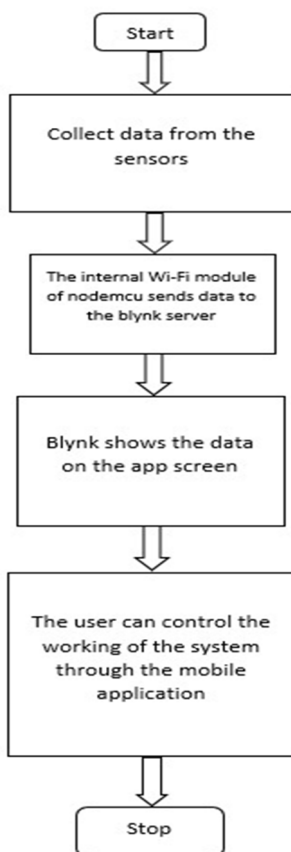 Start
Collect data from the
sensors
The internal Wi-Fi module
of nodemcu sends data to
the blynk server
Blynk shows the data
on the app screen
The user can control the
working of the system
through the mobile
application
Stop